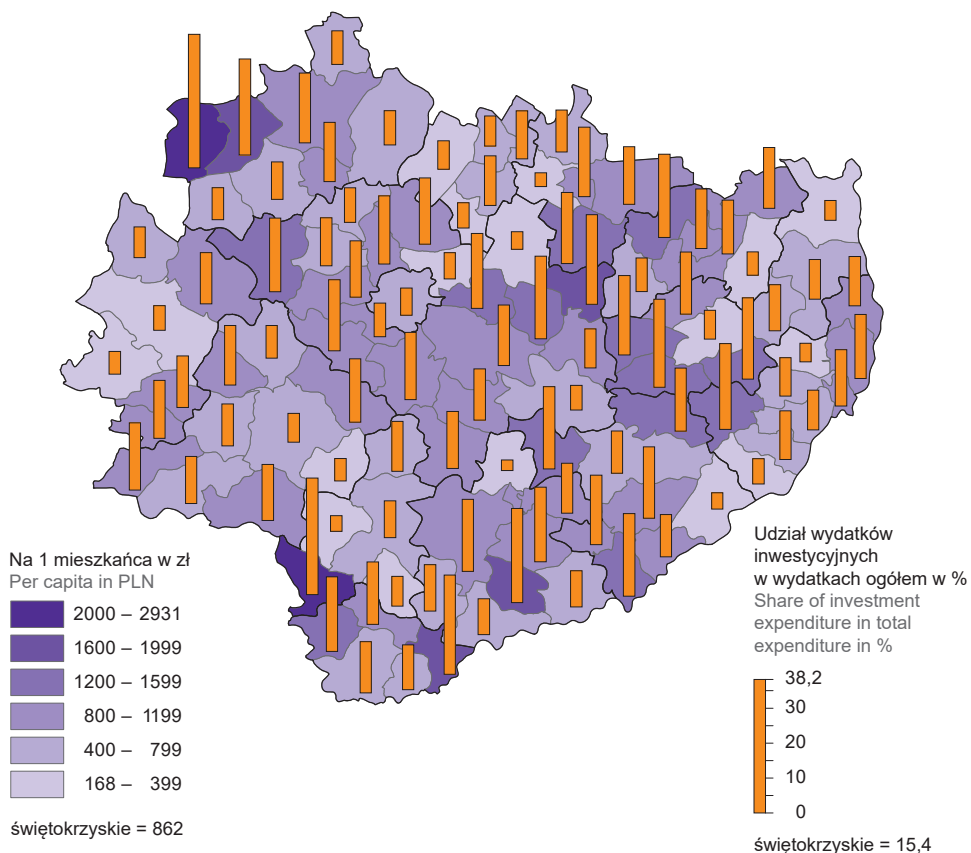 Na 1 mieszkańca w zł
Per capita in PLN
2000 – 2931
1600 – 1999
1200 – 1599
800 – 1199
400 – 799
168 – 399
świętokrzyskie = 862
Udział wydatków
inwestycyjnych
w wydatkach ogółem w %
Share of investment
expenditure in total
expenditure in %
38,2
30
20
10
0
świętokrzyskie = 15,4